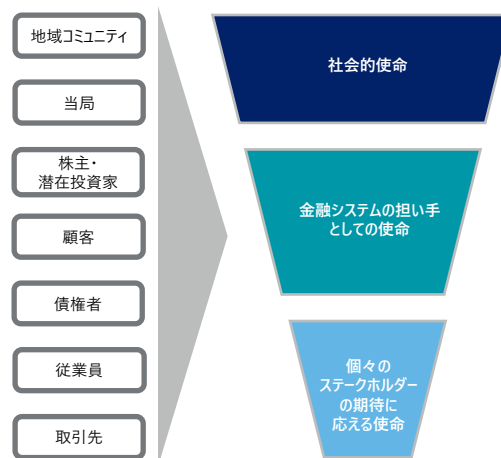 地域コミュニティ
当局
株主・
潜在投資家
顧客
債権者
従業員
取引先
社会的使命
金融システムの担い手
としての使命
個々の
ステークホルダー
の期待に
応える使命